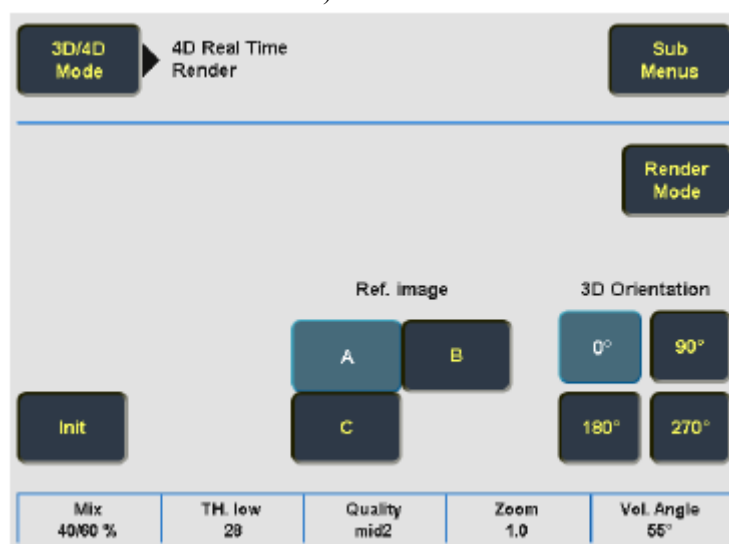 3D/4D
Mode
4D Real Time
Render
Sub
Menus
Render
Mode
Ref. image
3D Orientation
A
B
0°
90°
Init
C
180°
270°
Mix
40/60 %
TH. low
28
Quality
mid2
Zoom
1.0
Vol. Angle
55°